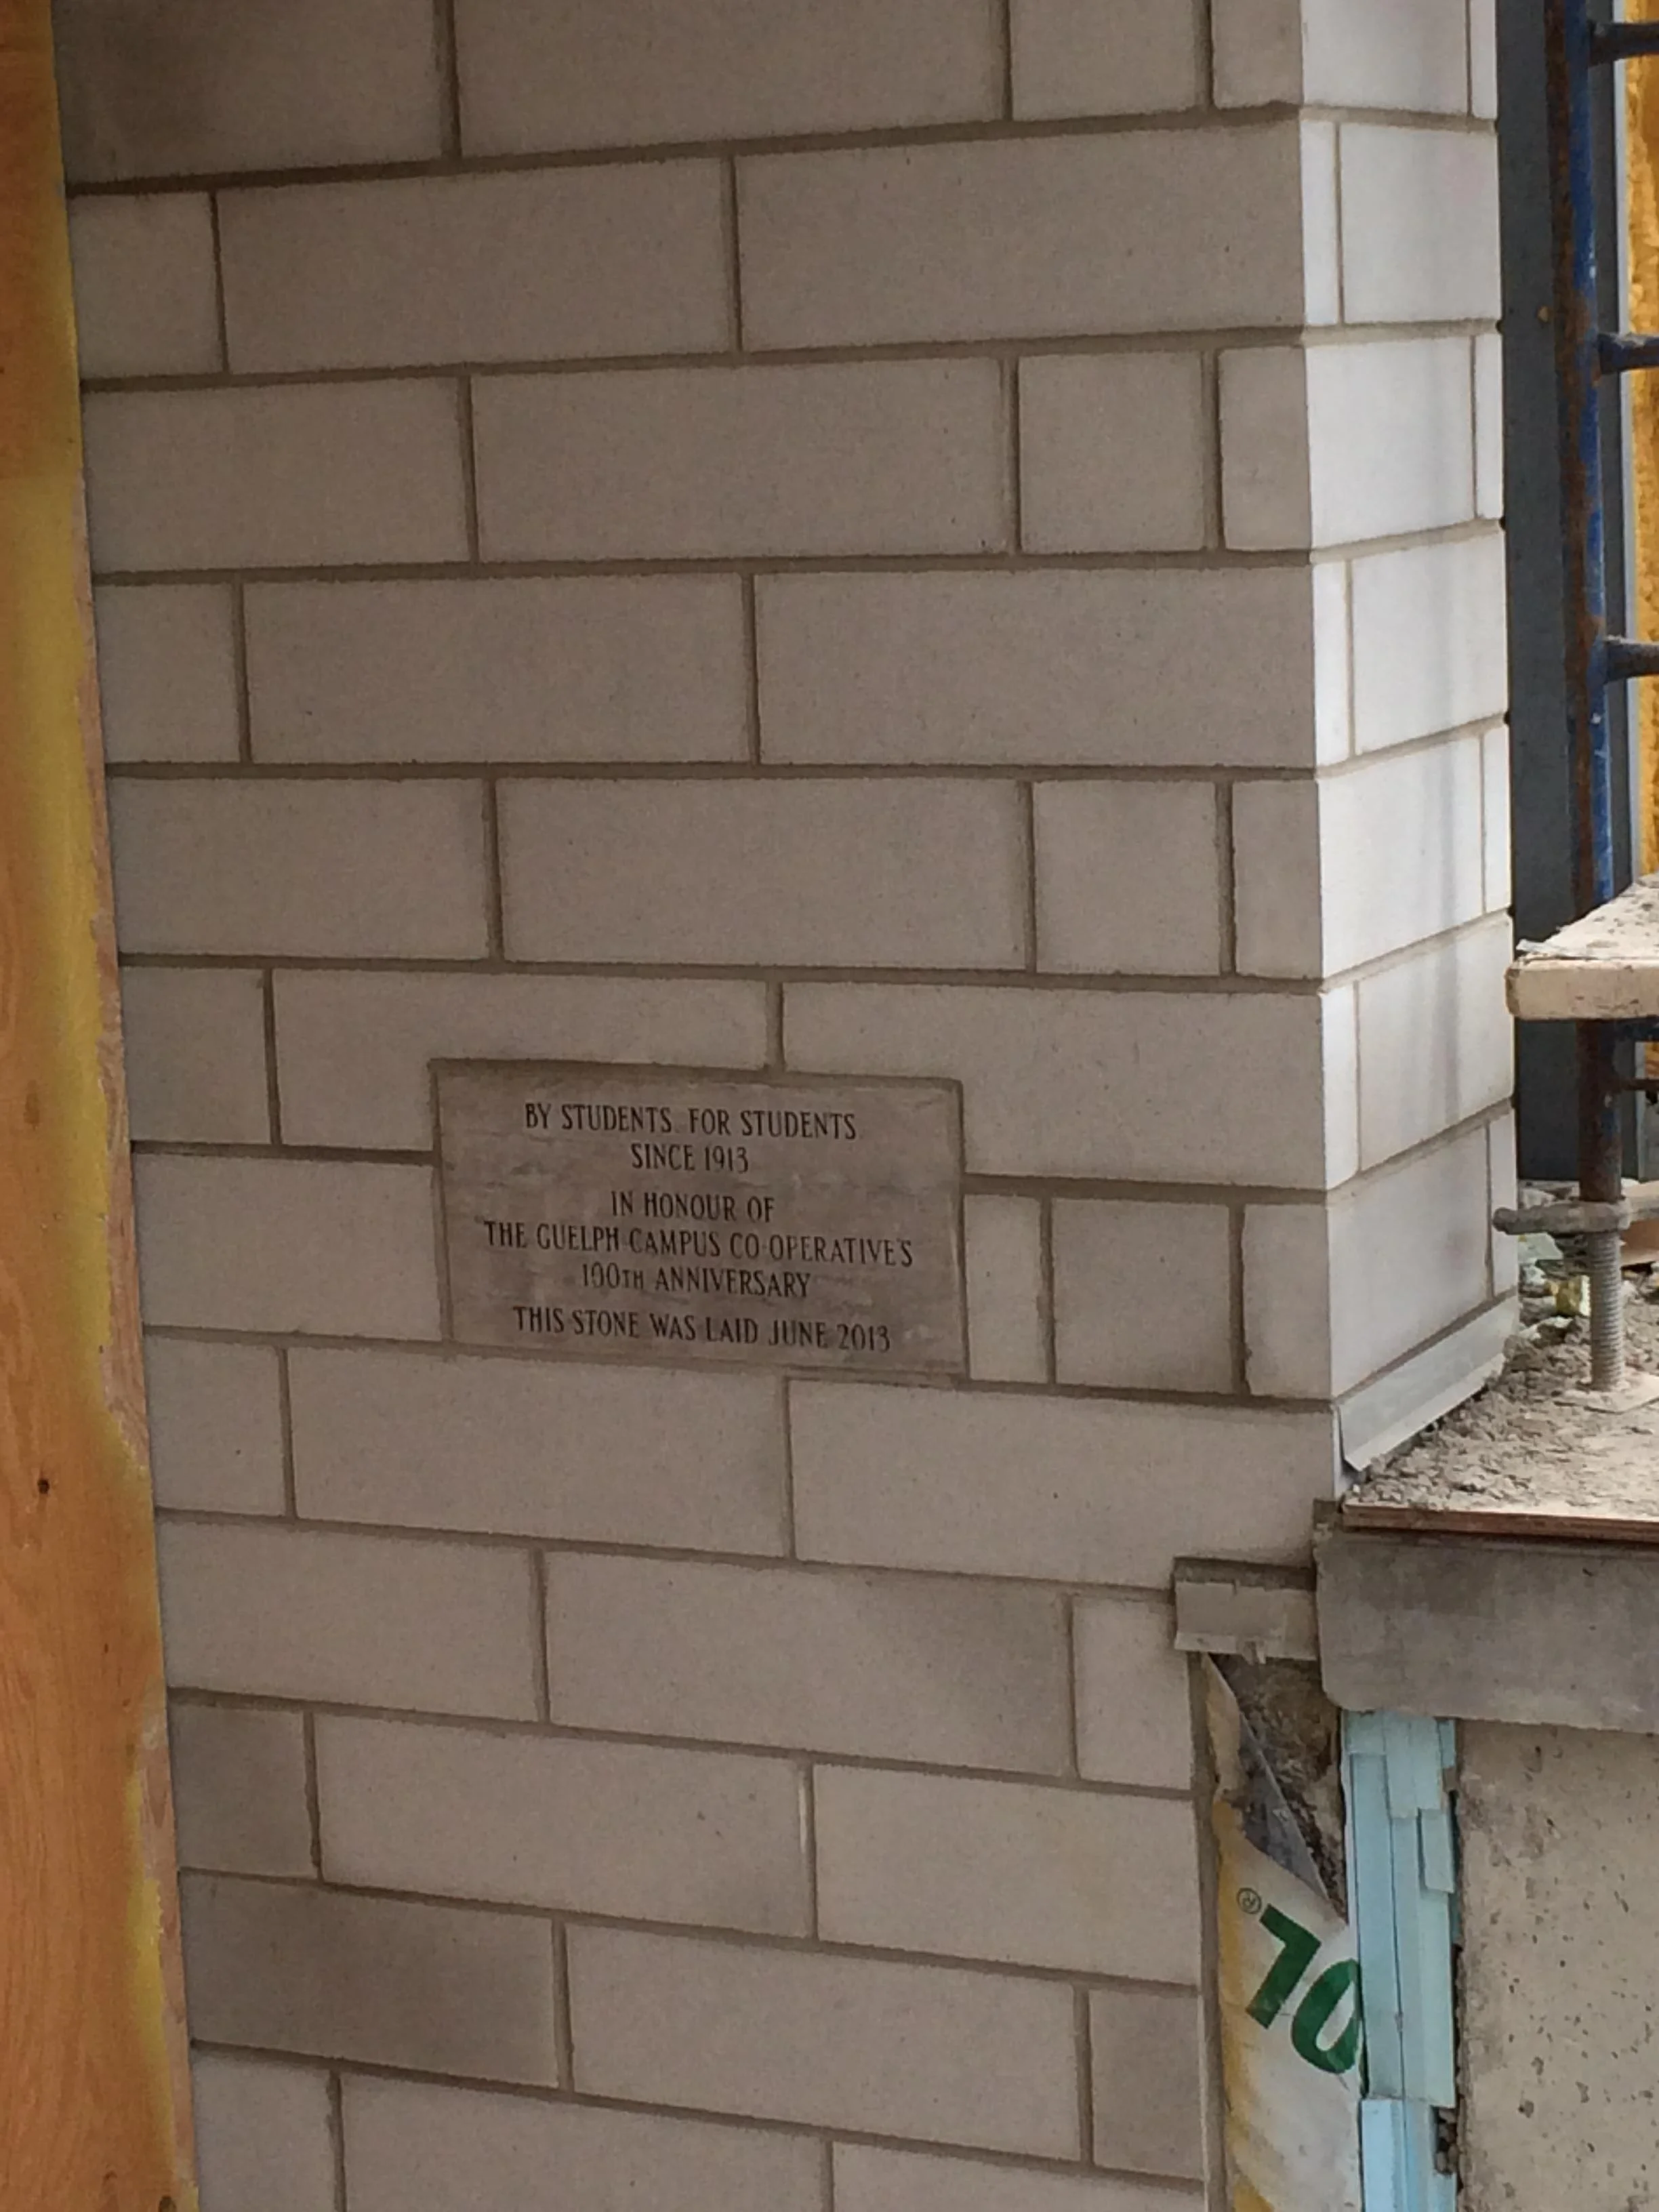 BY STUDENTS. FOR STUDENTS.
SINCE 1913
IN HONOUR OF
THE GUELPH CAMPUS CO-OPERATIVE'S
100TH ANNIVERSARY
THIS STONE WAS LAID JUNE 2013